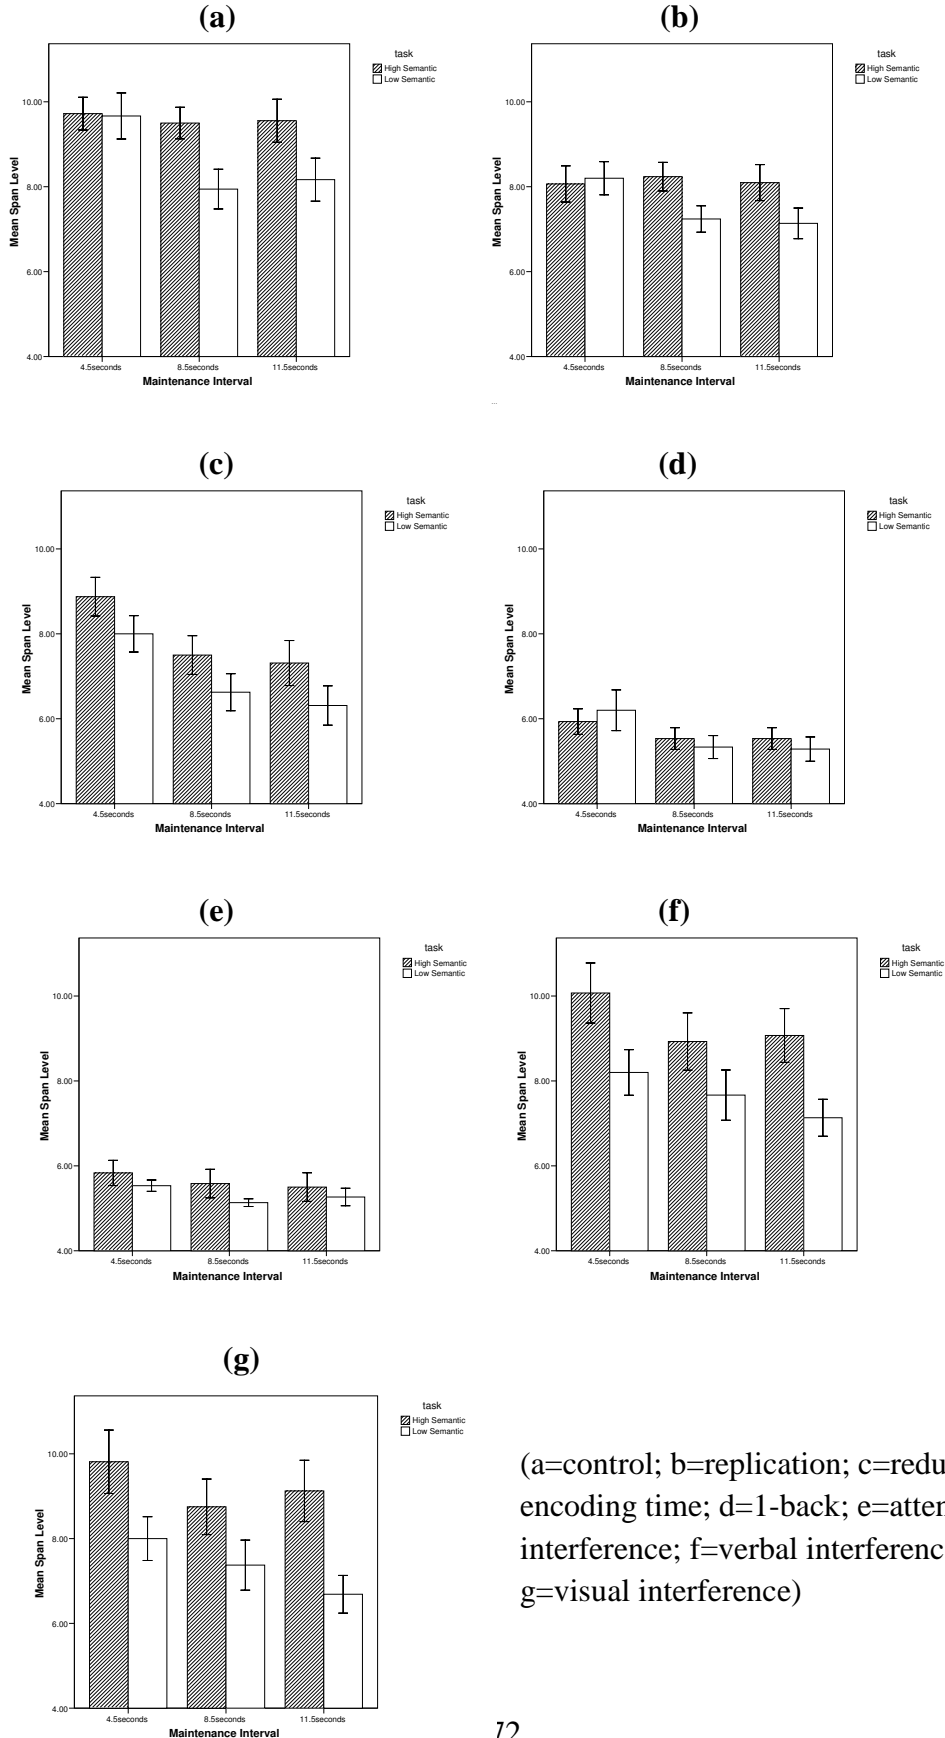 (a)
task
High Semantic
Low Semantic
10.00
8.00
6.00
4.00
Mean Span Level
4.5seconds 8.5seconds 11.5seconds
Maintenance Interval
(b)
task
High Semantic
Low Semantic
10.00
8.00
6.00
4.00
Mean Span Level
4.5seconds 8.5seconds 11.5seconds
Maintenance Interval
(c)
task
High Semantic
Low Semantic
10.00
8.00
6.00
4.00
Mean Span Level
4.5seconds 8.5seconds 11.5seconds
Maintenance Interval
(d)
task
High Semantic
Low Semantic
10.00
8.00
6.00
4.00
Mean Span Level
4.5seconds 8.5seconds 11.5seconds
Maintenance Interval
(e)
task
High Semantic
Low Semantic
10.00
8.00
6.00
4.00
Mean Span Level
4.5seconds 8.5seconds 11.5seconds
Maintenance Interval
(f)
task
High Semantic
Low Semantic
10.00
8.00
6.00
4.00
Mean Span Level
4.5seconds 8.5seconds 11.5seconds
Maintenance Interval
(g)
task
High Semantic
Low Semantic
10.00
8.00
6.00
4.00
Mean Span Level
4.5seconds 8.5seconds 11.5seconds
Maintenance Interval
(a=control; b=replication; c=redu
encoding time; d=1-back; e=atten
interference; f=verbal interferenc
g=visual interference)